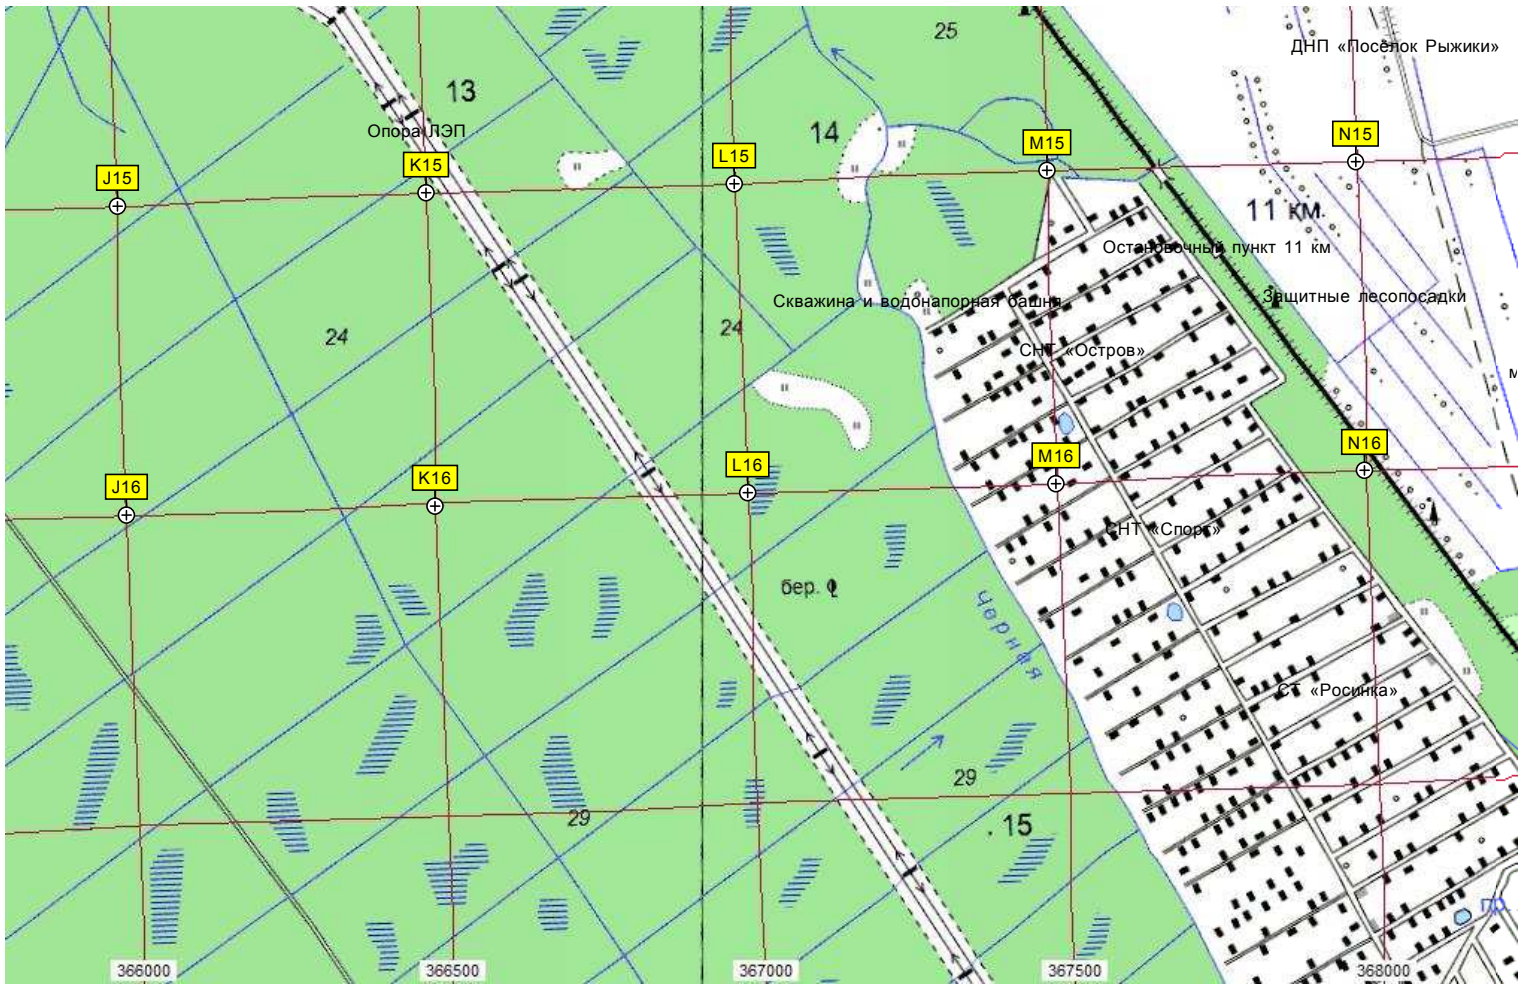 25
ДНП «Поселок Рыжики»
13
Опора ЛЭП
14
J15
K15
L15
M15
N15
11 км
Остановочный пункт 11 км
Защитные лесопосадки
Скважина и водонапорная башня
24
24
СНТ «Остров»
J16
K16
L16
M16
N16
СНТ «Спорт»
бер.
Чёрная
СТ «Росинка»
29
29
. 15
пр.
366000
366500
367000
367500
368000